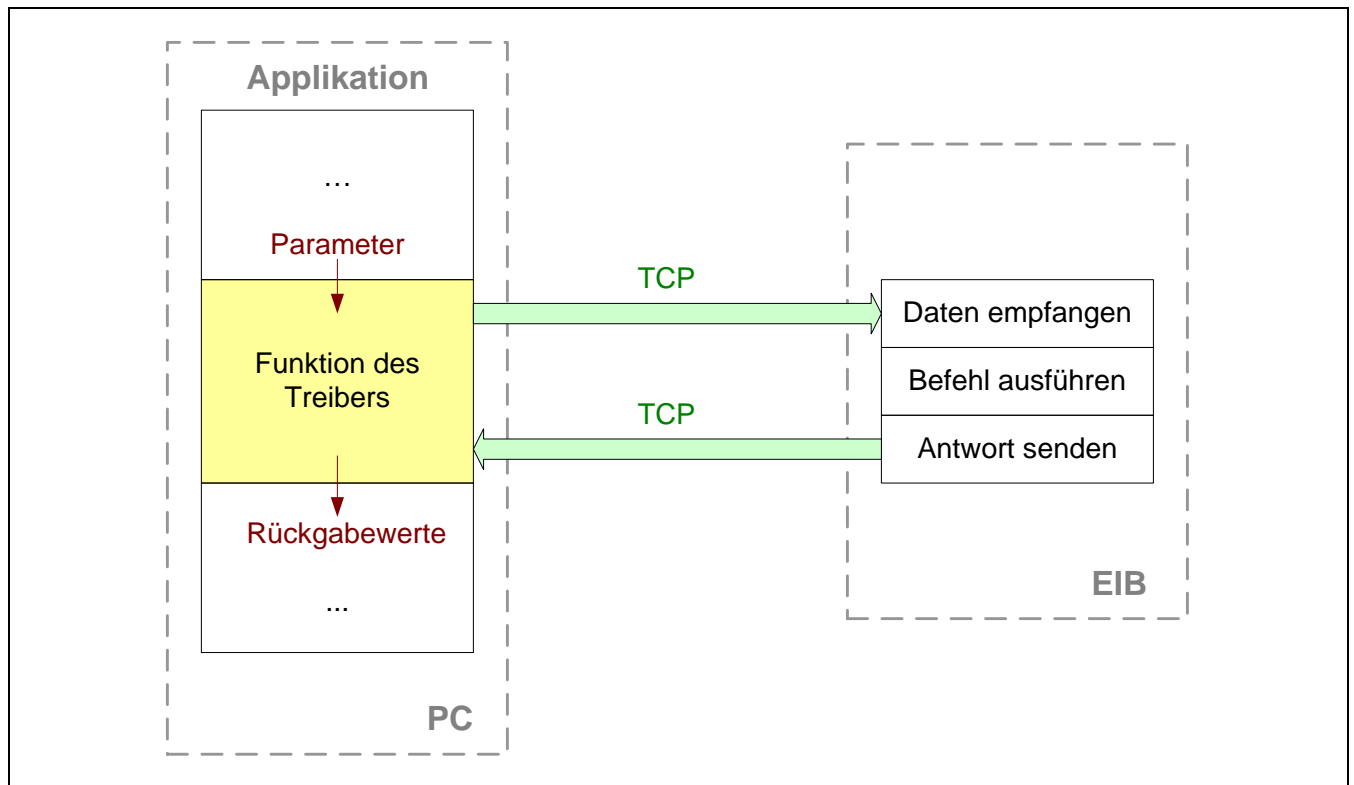 Applikation
…
Parameter
Funktion des
Treibers
Rückgabewerte
...
PC
TCP
TCP
Daten empfangen
Befehl ausführen
Antwort senden
EIB